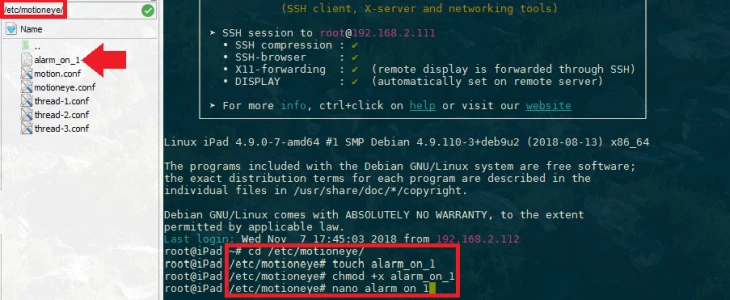 /etc/motioneye/
Name
..
alarm_on_1
motion.conf
motioneye.conf
thread-1.conf
thread-2.conf
thread-3.conf
(SSH client, X-server and networking tools)
➤ SSH session to root@192.168.2.111
• SSH compression : ✔
• SSH-browser : ✔
• X11-forwarding : ✔ (remote display is forwarded through SSH)
• DISPLAY : ✔ (automatically set on remote server)
➤ For more info, ctrl+click on help or visit our website
Linux iPad 4.9.0-7-amd64 #1 SMP Debian 4.9.110-3+deb9u2 (2018-08-13) x86_64
The programs included with the Debian GNU/Linux system are free software;
the exact distribution terms for each program are described in the
individual files in /usr/share/doc/*/copyright.
Debian GNU/Linux comes with ABSOLUTELY NO WARRANTY, to the extent
permitted by applicable law.
Last login: Wed Nov 7 17:45:03 2018 from 192.168.2.112
root@iPad ~# cd /etc/motioneye/
root@iPad /etc/motioneye# touch alarm_on_1
root@iPad /etc/motioneye# chmod +x alarm_on_1
root@iPad /etc/motioneye# nano alarm_on_1